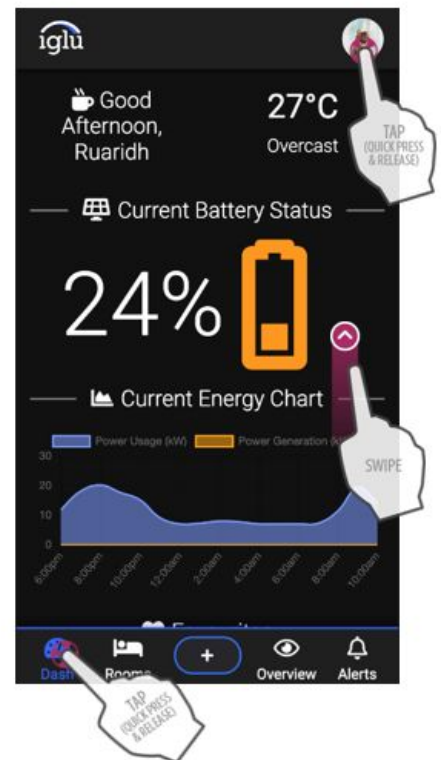 iglu
Good
Afternoon,
Ruaridh
27°C
Overcast
TAP
(QUICK PRESS
& RELEASE)
Current Battery Status
24%
Current Energy Chart
Power Usage (kW) Power Generation
SWIPE
30
20
10
0
6:00pm 8:00pm 10:00pm 12:00am 2:00am 4:00am 6:00am 8:00am 10:00am
Dash Rooms + Overview Alerts
TAP
(QUICK PRESS
& RELEASE)